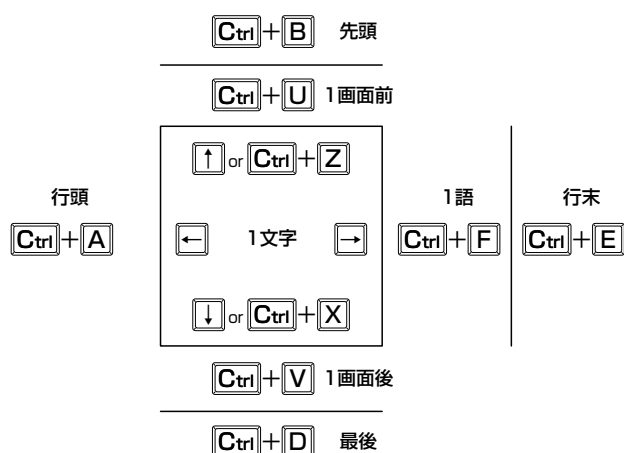 Ctrl+B 先頭
Ctrl+U 1画面前
↑ or Ctrl+Z
行頭 1語 行末
Ctrl+A ← 1文字 → Ctrl+F Ctrl+E
↓ or Ctrl+X
Ctrl+V 1画面後
Ctrl+D 最後